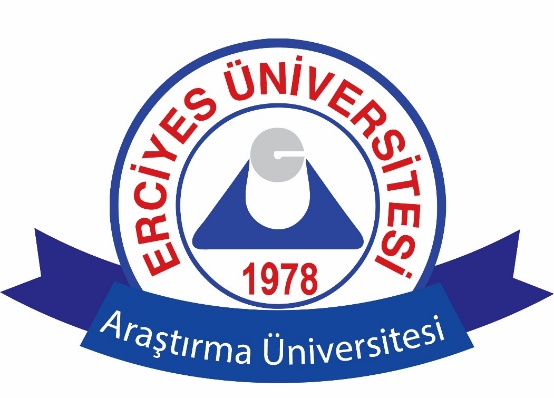 ERCİYES ÜNİVERSİTESİ
1978
Araştırma Üniversitesi